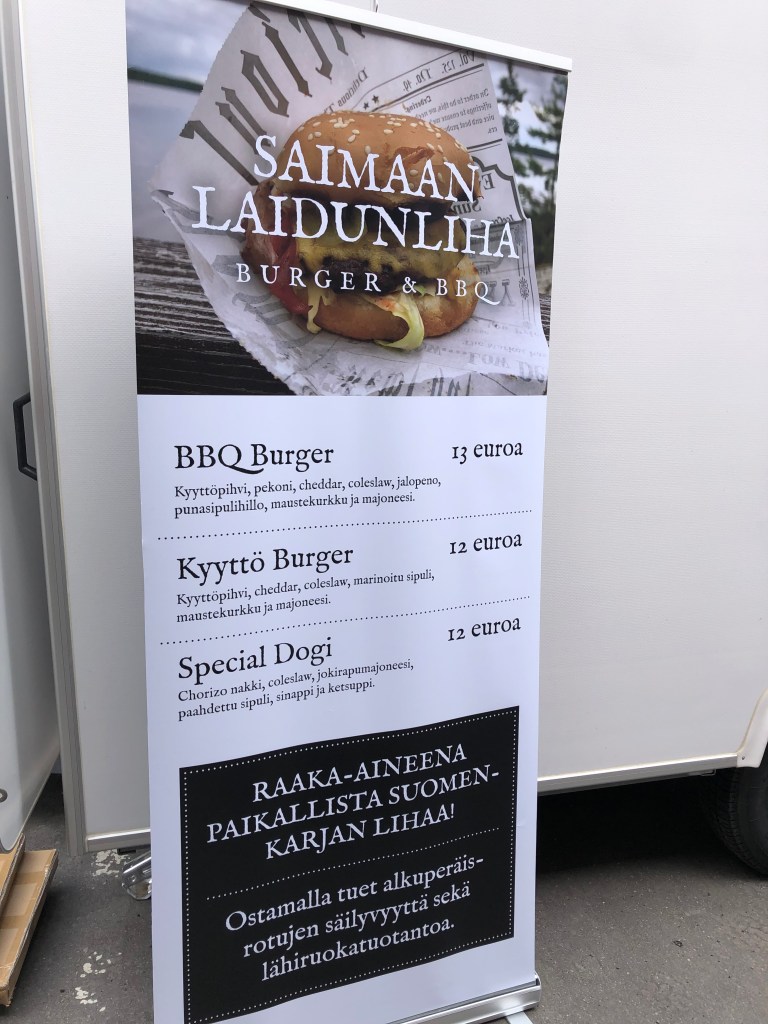 SAIMAAN
LAIDUNLIHA
BURGER & BBQ
BBQ Burger
13 euroa
Kyyttöpihvi, pekoni, cheddar, coleslaw, jalopeno,
punasipulihillo, maustekurkku ja majoneesi.
Kyyttö Burger
12 euroa
Kyyttöpihvi, cheddar, coleslaw, marinoitu sipuli,
maustekurkku ja majoneesi.
Special Dogi
12 euroa
Chorizo nakki, coleslaw, jokirapumajoneesi,
paahdettu sipuli, sinappi ja ketsuppi.
RAAKA-AINEENA
PAIKALLISTA SUOMEN-
KARJAN LIHAA!
Ostamalla tuet alkuperäis-
rotujen säilyvyyttä sekä
lähiruokatuotantoa.